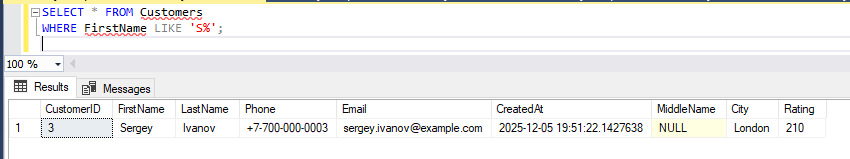 SELECT * FROM Customers
WHERE FirstName LIKE 'S%';
100 %
Results Messages
CustomerID FirstName LastName Phone Email CreatedAt MiddleName City Rating
1 3 Sergey Ivanov +7-700-000-0003 sergey.ivanov@example.com 2025-12-05 19:51:22.1427638 NULL London 210